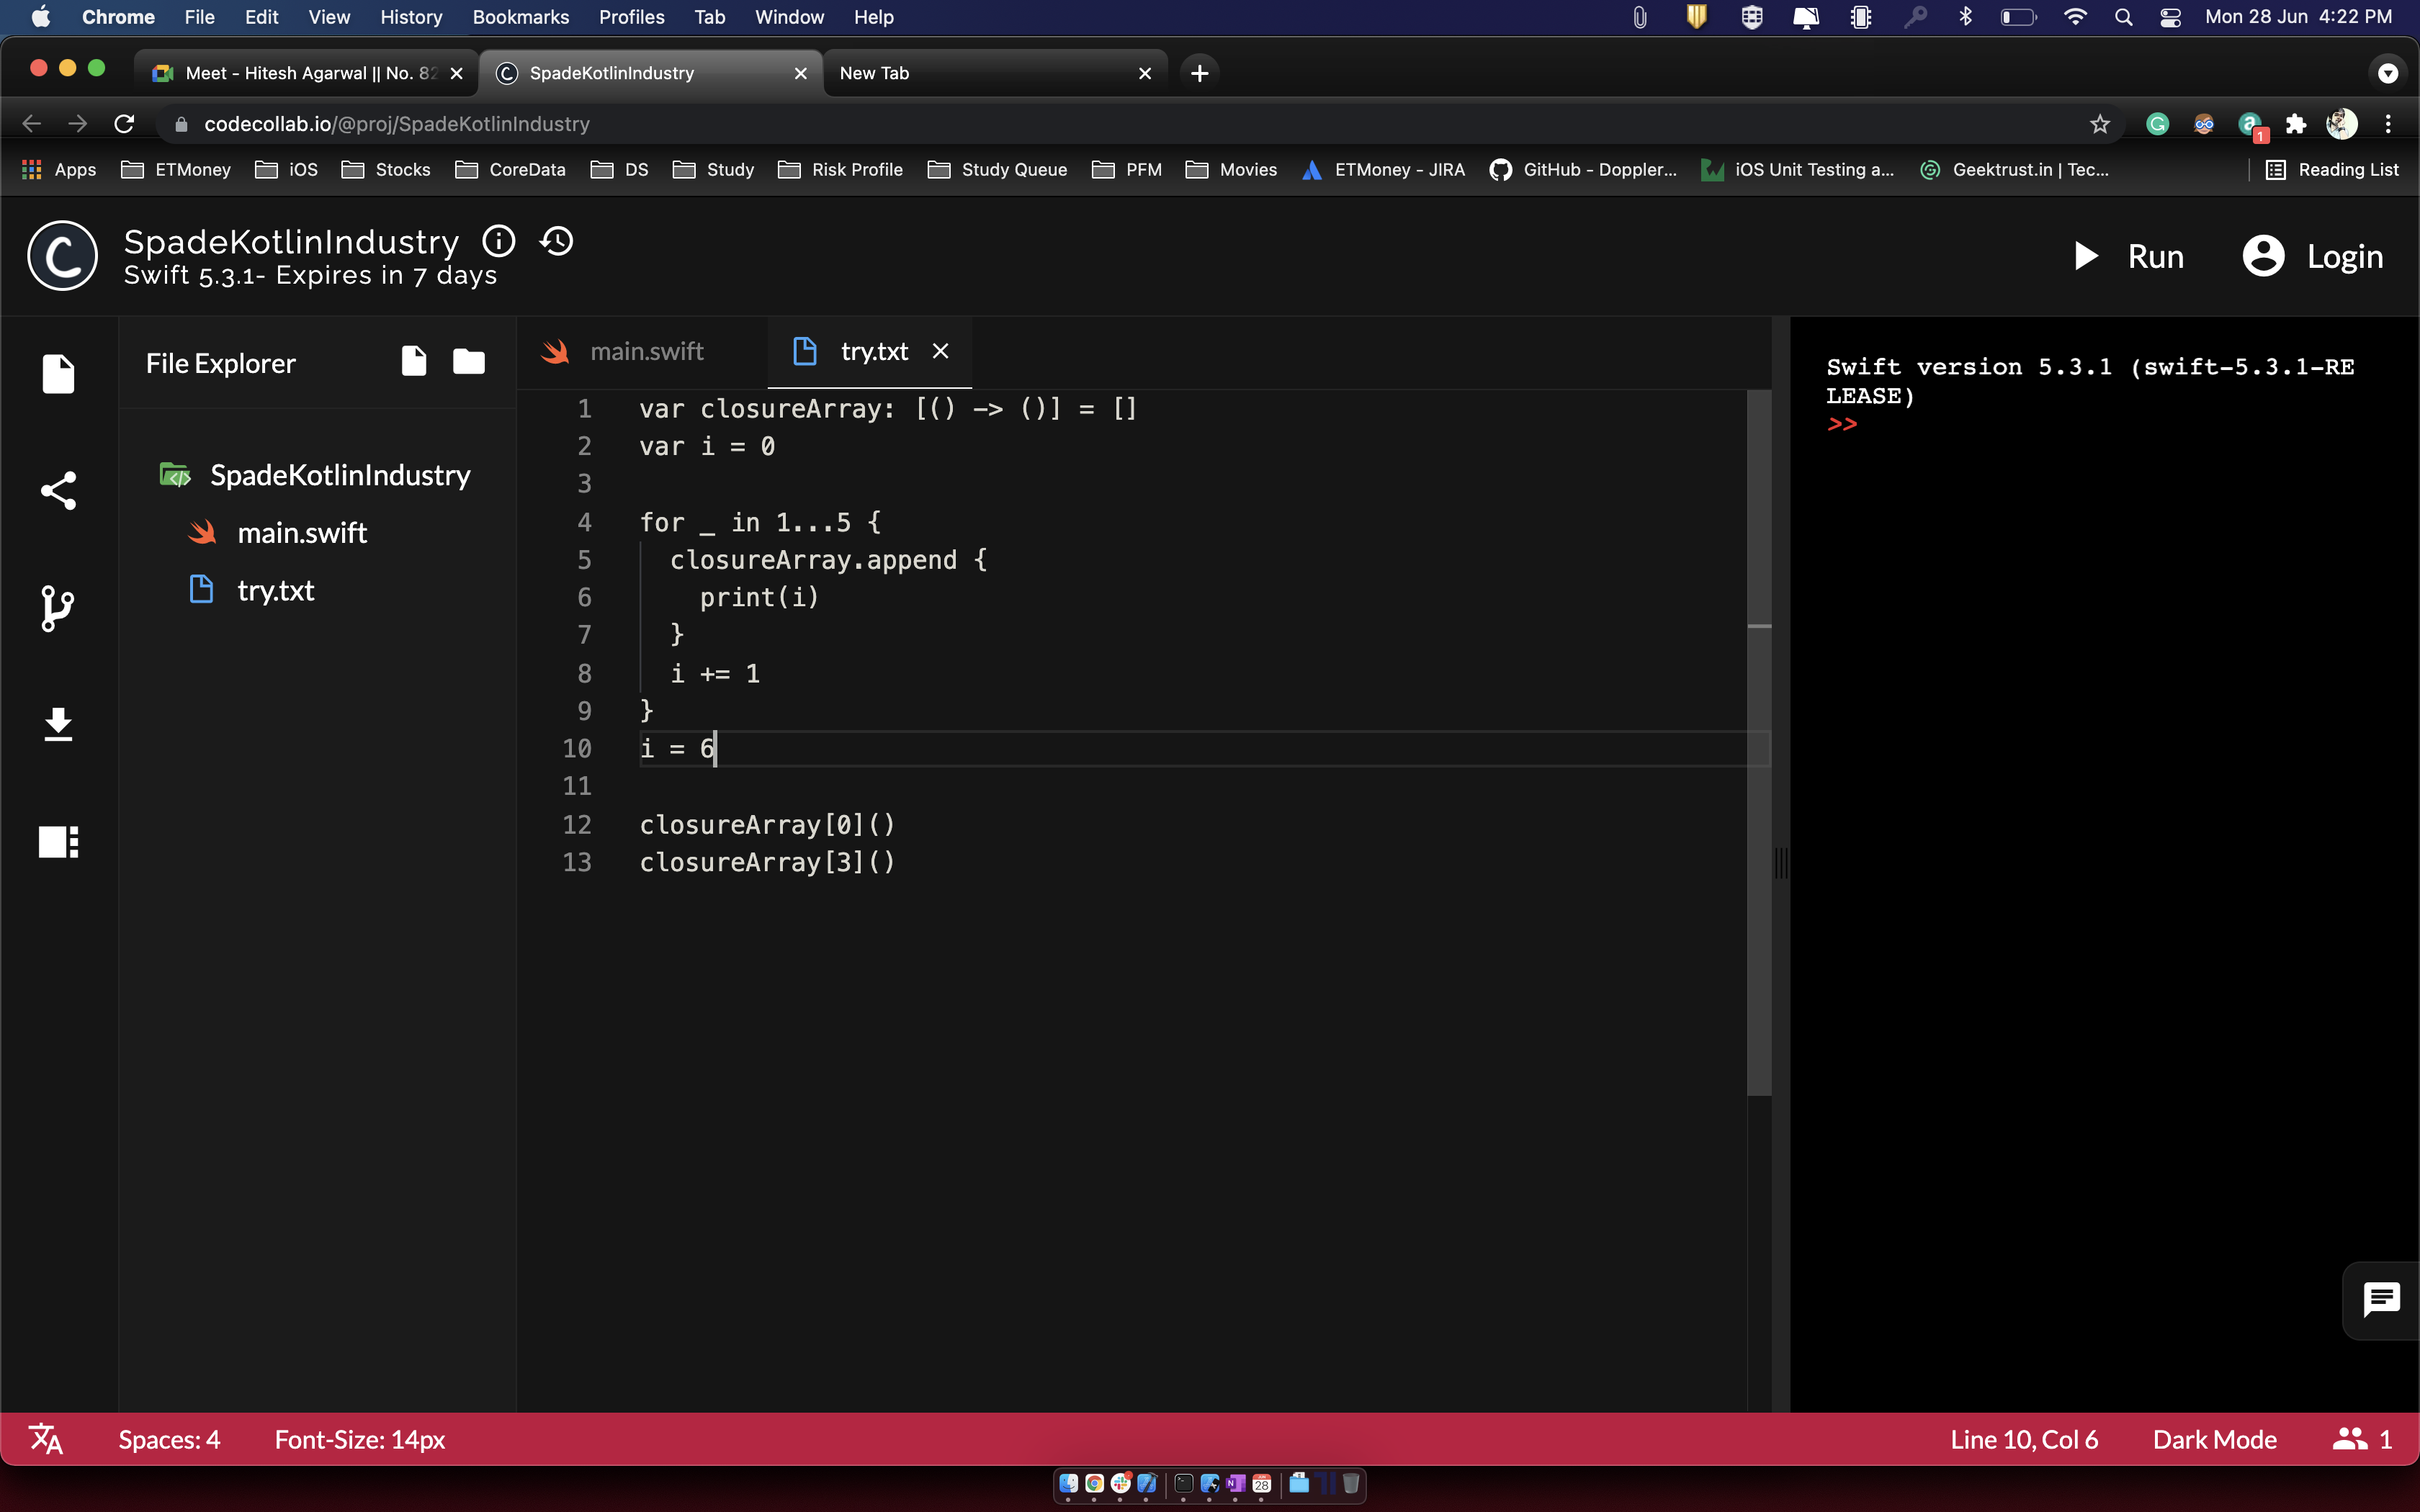 Chrome File Edit View History Bookmarks Profiles Tab Window Help Mon 28 Jun 4:22 PM
Meet - Hitesh Agarwal || No. 82 SpadeKotlinIndustry New Tab
codecollab.io/@proj/SpadeKotlinIndustry
1
Apps ETMoney iOS Stocks CoreData DS Study Risk Profile Study Queue PFM Movies ETMoney - JIRA GitHub - Doppler... iOS Unit Testing a... Geektrust.in | Tec... Reading List
SpadeKotlinIndustry
Swift 5.3.1- Expires in 7 days
Run Login
File Explorer
SpadeKotlinIndustry
main.swift
try.txt
main.swift try.txt
1 var closureArray: [() -> ()] = []
2 var i = 0
3
4 for _ in 1...5 {
5 closureArray.append {
6 print(i)
7 }
8 i += 1
9 }
10 i = 6
11
12 closureArray[0]()
13 closureArray[3]()
Swift version 5.3.1 (swift-5.3.1-RE
LEASE)
>>
Spaces: 4 Font-Size: 14px Line 10, Col 6 Dark Mode 1
28